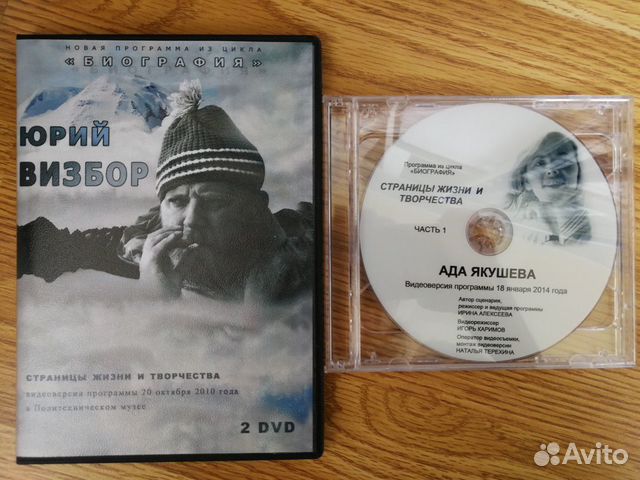 НОВАЯ ПРОГРАММА ИЗ ЦИКЛА
«БИОГРАФИЯ»
ЮРИЙ
ВИЗБОР
СТРАНИЦЫ ЖИЗНИ И ТВОРЧЕСТВА
видеоверсия программы 20 октября 2010 года
в Политехническом музее
2 DVD
Программа из цикла
«БИОГРАФИЯ»
СТРАНИЦЫ ЖИЗНИ И
ТВОРЧЕСТВА
ЧАСТЬ 1
АДА ЯКУШЕВА
Видеоверсия программы 18 января 2014 года
Автор сценария,
режиссер и ведущая программы
ИРИНА АЛЕКСЕЕВА
Видеорежиссер
ИГОРЬ КАРИМОВ
Оператор видеосъемки,
монтаж видеоверсии
НАТАЛЬЯ ТЕРЕХИНА
Avito